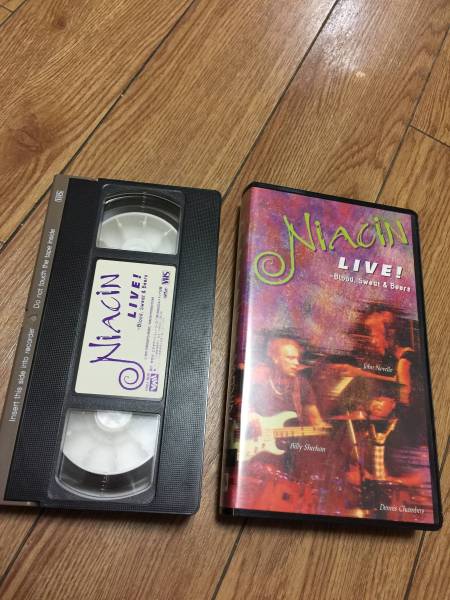 VHS
Do not touch the tape inside
Insert this side into recorder
NIACIN
LIVE!
Blood, Sweat & Beers
VHS
NIACIN
LIVE!
Blood, Sweat & Beers
John Novello
Billy Sheehan
Dennis Chambers